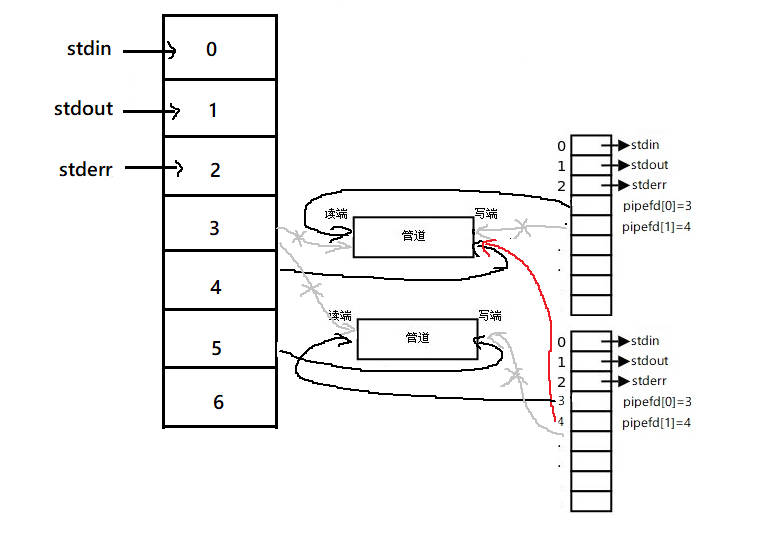 stdin
0
stdout
1
stderr
2
3
4
5
6
读端
管道
写端
读端
管道
写端
0
stdin
1
stdout
2
stderr
pipefd[0]=3
.
pipefd[1]=4
.
.
0
stdin
1
stdout
2
stderr
3
pipefd[0]=3
4
pipefd[1]=4
.
.